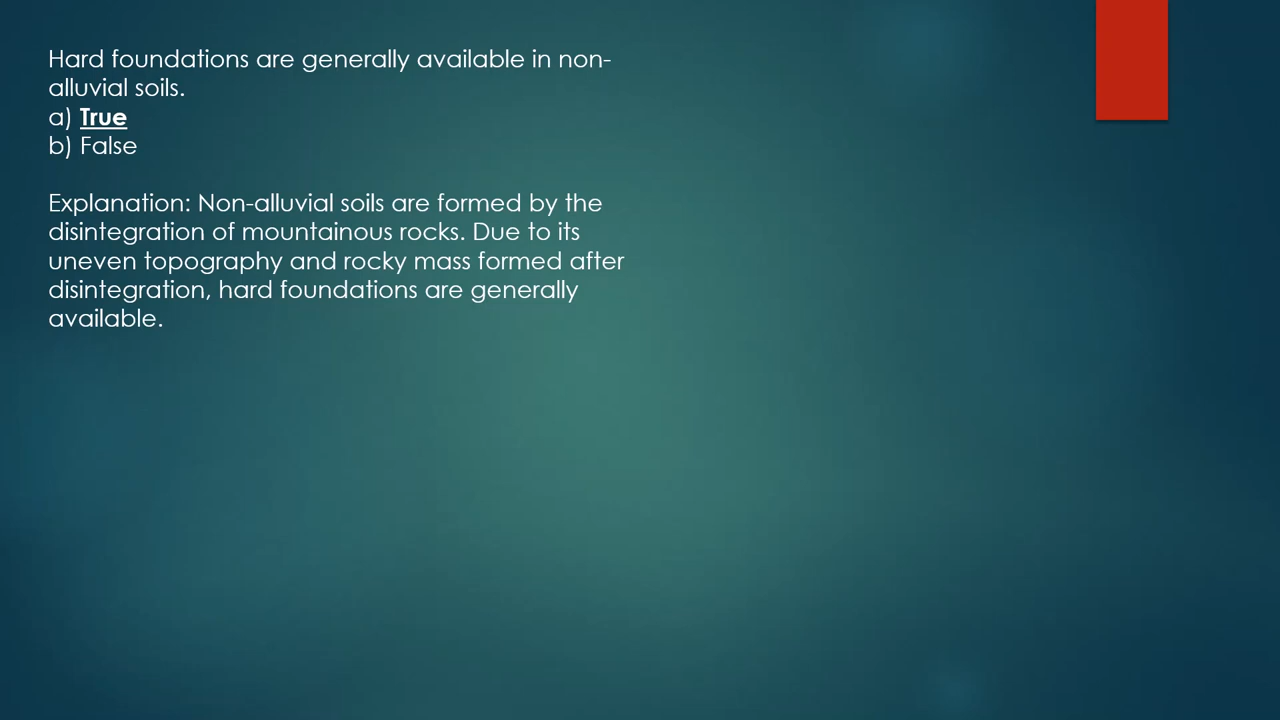 Hard foundations are generally available in non-
alluvial soils.
a) True
b) False
Explanation: Non-alluvial soils are formed by the
disintegration of mountainous rocks. Due to its
uneven topography and rocky mass formed after
disintegration, hard foundations are generally
available.